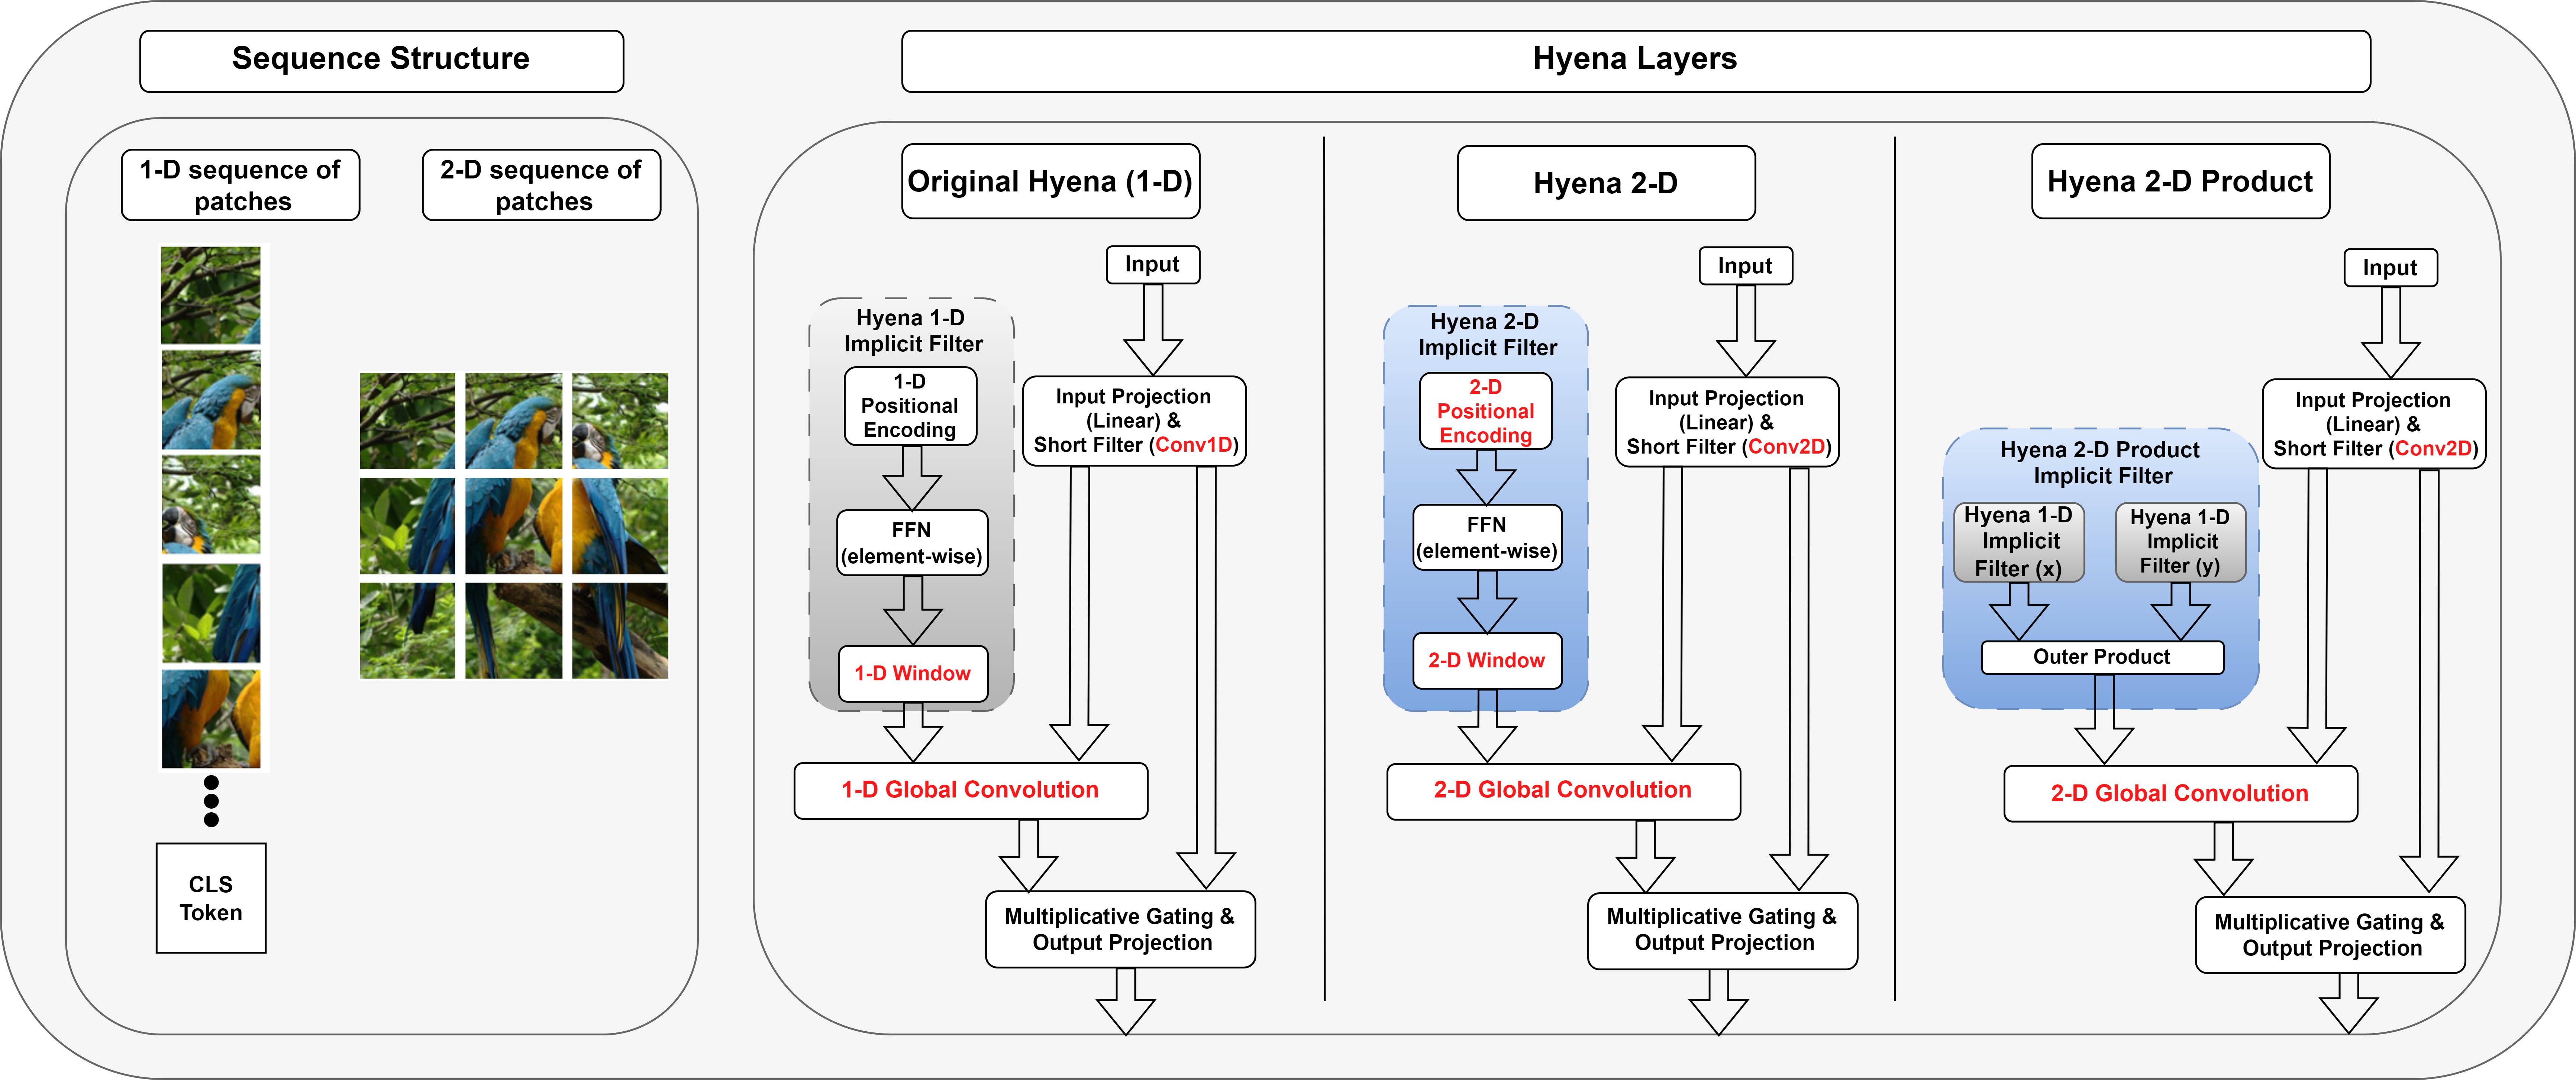 Sequence Structure
Hyena Layers
1-D sequence of
patches
2-D sequence of
patches
CLS
Token
Original Hyena (1-D)
Input
Hyena 1-D
Implicit Filter
1-D
Positional
Encoding
FFN
(element-wise)
1-D Window
Input Projection
(Linear) &
Short Filter (Conv1D)
1-D Global Convolution
Multiplicative Gating &
Output Projection
Hyena 2-D
Input
Hyena 2-D
Implicit Filter
2-D
Positional
Encoding
FFN
(element-wise)
2-D Window
Input Projection
(Linear) &
Short Filter (Conv2D)
2-D Global Convolution
Multiplicative Gating &
Output Projection
Hyena 2-D Product
Input
Input Projection
(Linear) &
Short Filter (Conv2D)
Hyena 2-D Product
Implicit Filter
Hyena 1-D
Implicit
Filter (x)
Hyena 1-D
Implicit
Filter (y)
Outer Product
2-D Global Convolution
Multiplicative Gating &
Output Projection